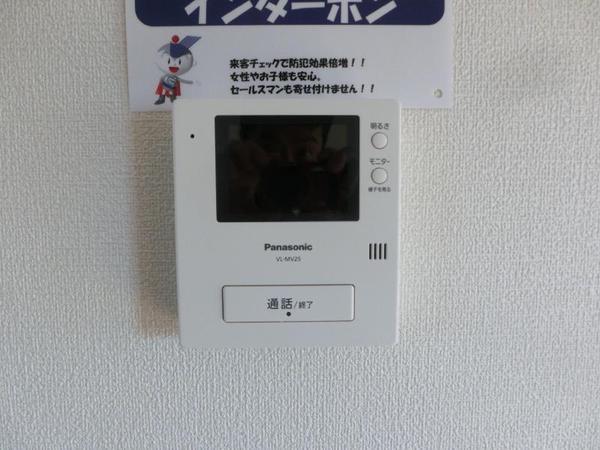 インターホン
来客チェックで防犯効果倍増！！
女性やお子様も安心。
セールスマンも寄せ付けません！！
明るさ
モニター
様子を見る
Panasonic
VL-MV25
通話/終了